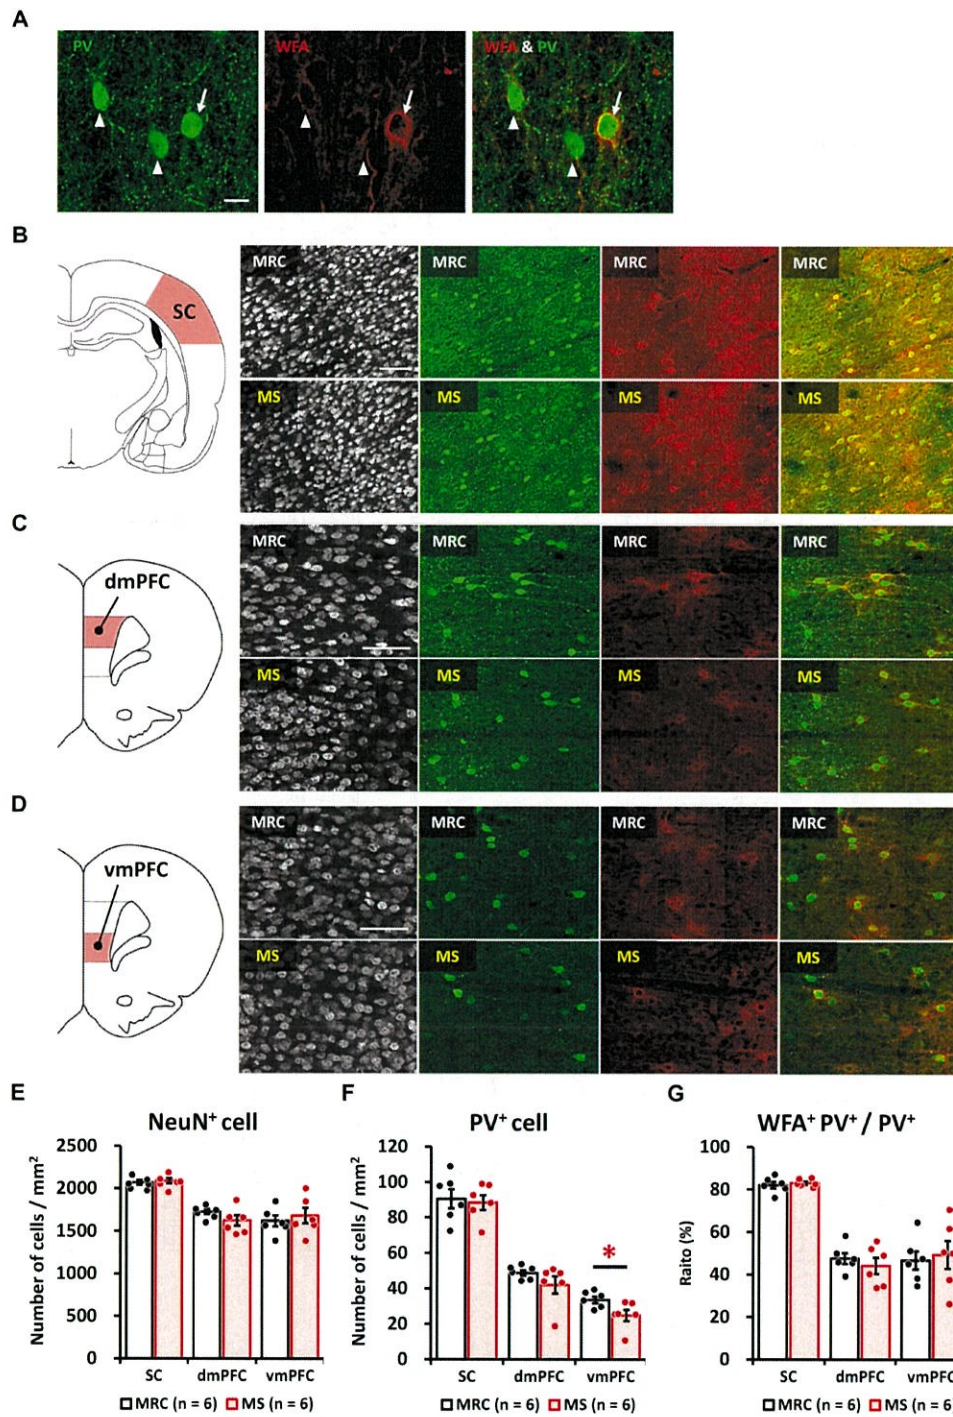 A
PV
WFA
WFA & PV
B
SC
MRC
MRC
MRC
MRC
MS
MS
MS
MS
C
dmPFC
MRC
MRC
MRC
MRC
MS
MS
MS
MS
D
vmPFC
MRC
MRC
MRC
MRC
MS
MS
MS
MS
E
NeuN+ cell
Number of cells / mm2
2500
2000
1500
1000
500
0
SC dmPFC vmPFC
MRC (n = 6) MS (n = 6)
F
PV+ cell
Number of cells / mm2
120
100
80
60
40
20
0
*
SC dmPFC vmPFC
MRC (n = 6) MS (n = 6)
G
WFA+ PV+ / PV+
Raito (%)
100
80
60
40
20
0
SC dmPFC vmPFC
MRC (n = 6) MS (n = 6)